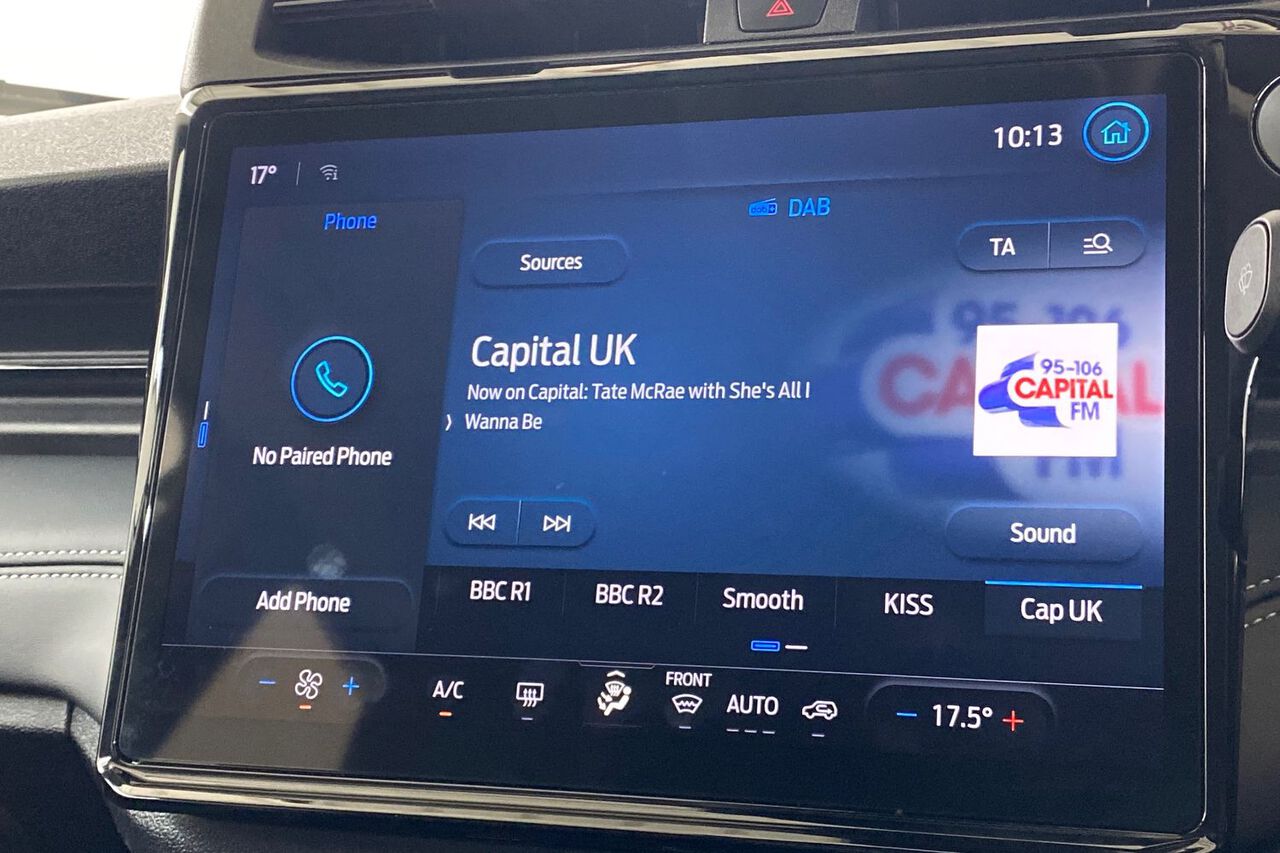 17°
10:13
Phone
DAB
Sources
TA
Capital UK
Now on Capital: Tate McRae with She's All I
Wanna Be
95-106
CAPITAL
FM
No Paired Phone
Sound
Add Phone
BBC R1
BBC R2
Smooth
KISS
Cap UK
A/C
FRONT
AUTO
17.5°